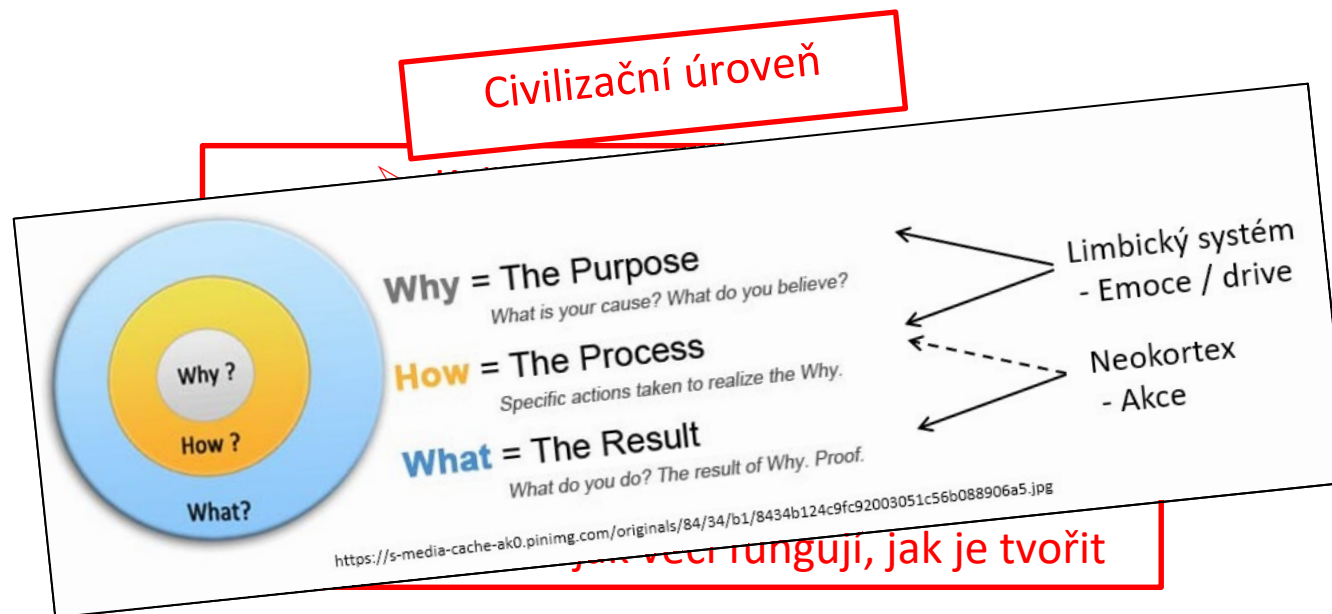 Civilizační úroveň
Why ?
How ?
What?
Why = The Purpose
What is your cause? What do you believe?
How = The Process
Specific actions taken to realize the Why.
What = The Result
What do you do? The result of Why. Proof.
Limbický systém
- Emoce / drive
Neokortex
- Akce
https://s-media-cache-ak0.pinimg.com/originals/84/34/b1/8434b124c9fc92003051c56b088906a5.jpg
jak věci fungují, jak je tvořit